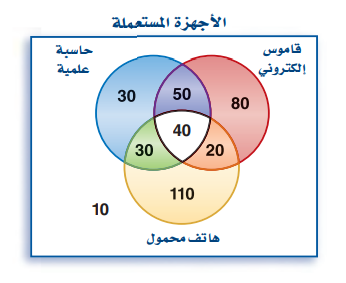 الأجهزة المستعملة
قاموس
إلكتروني
حاسبة
علمية
30
50
80
40
30
20
110
10
هاتف محمول